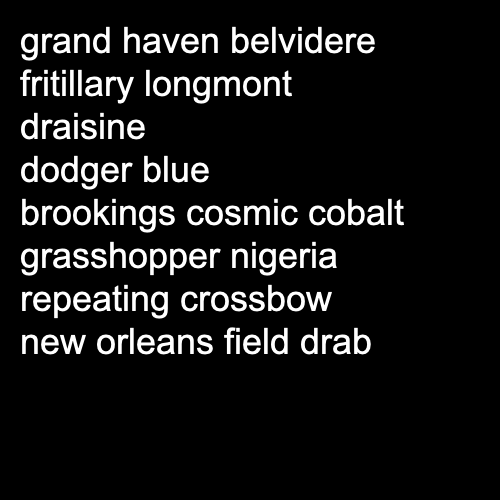 grand haven belvidere
fritillary longmont
draisine
dodger blue
brookings cosmic cobalt
grasshopper nigeria
repeating crossbow
new orleans field drab